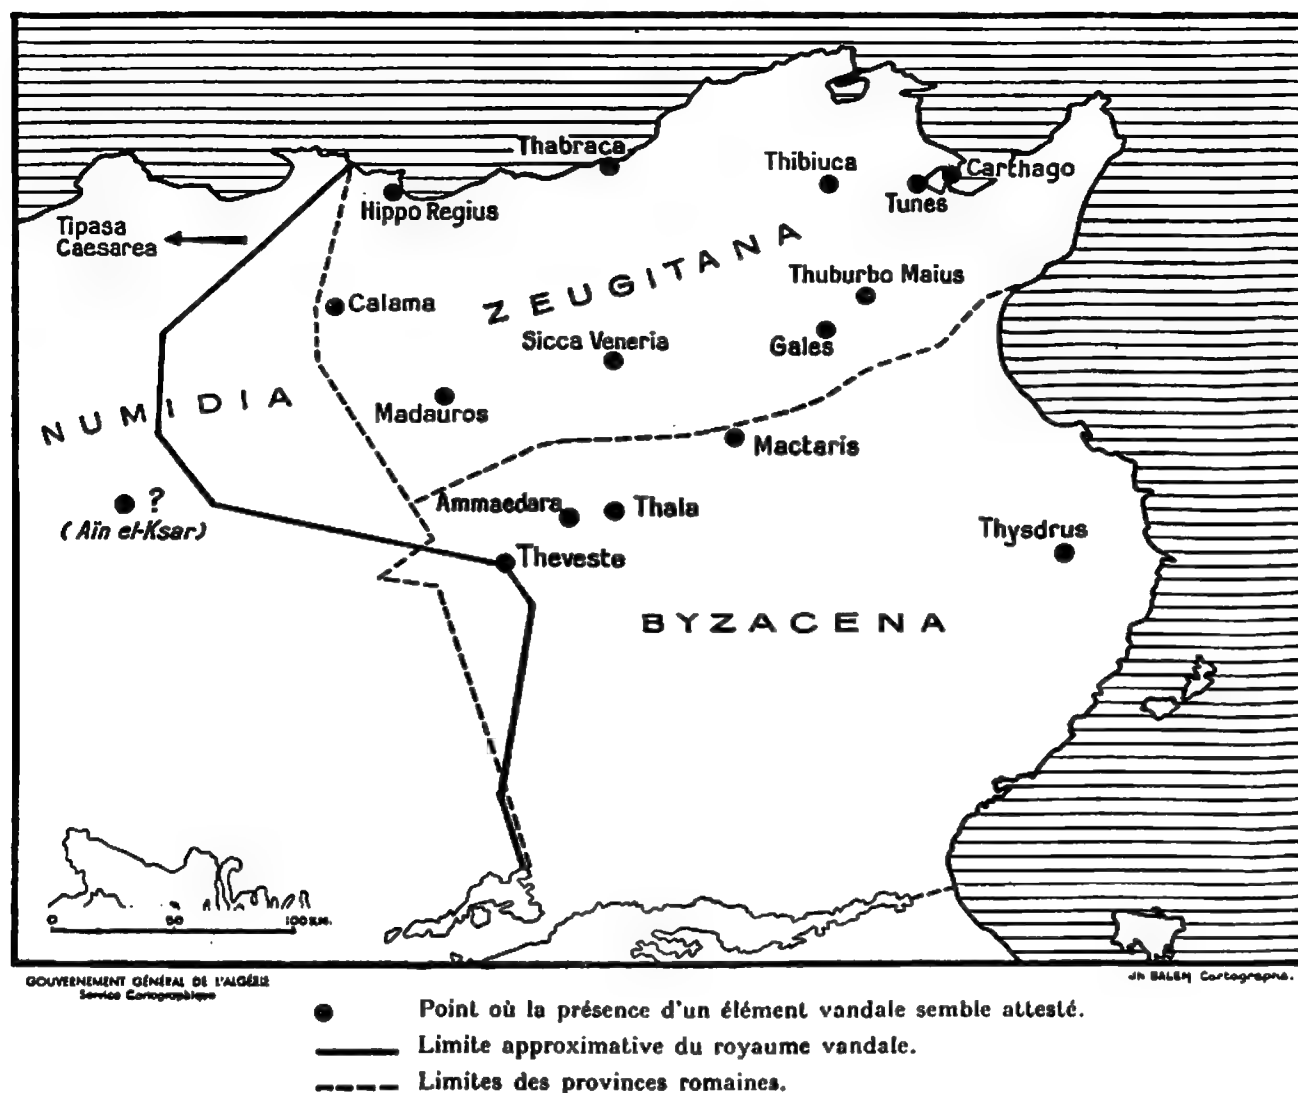 Thabraca
Thibiuca
Carthago
Tunes
Hippo Regius
Tipasa
Caesarea
ZEUGITANA
Thuburbo Maius
Calama
Sicca Veneria
Gales
NUMIDIA
Madauros
Mactaris
?
(Aïn el-Ksar)
Ammaedara
Thala
Thysdrus
Theveste
BYZACENA
0 50 100 KM.
GOUVERNEMENT GÉNÉRAL DE L'ALGÉRIE
Service Cartographique
Jh BALEM Cartographe.
Point où la présence d'un élément vandale semble attesté.
Limite approximative du royaume vandale.
Limites des provinces romaines.